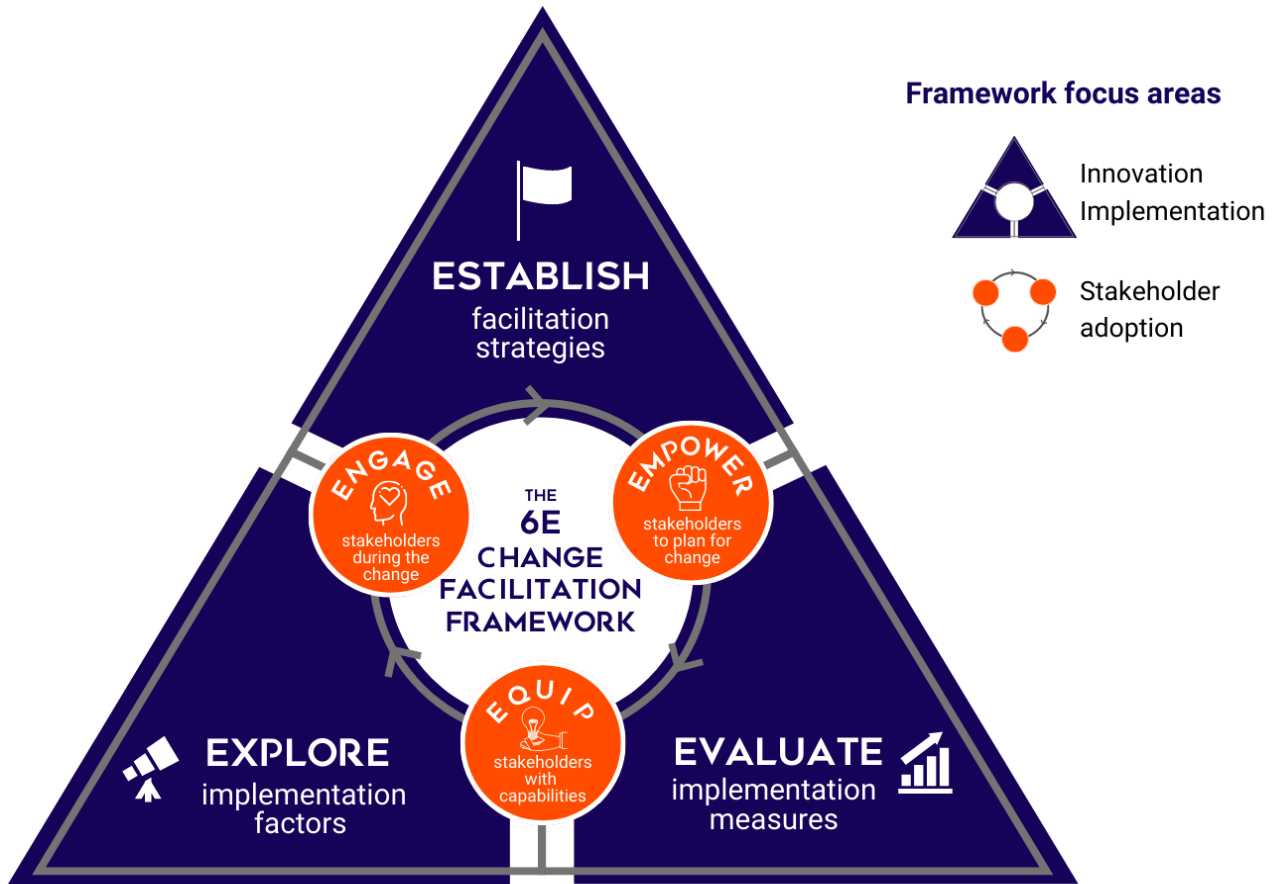 Framework focus areas
Innovation
Implementation
Stakeholder
adoption
ESTABLISH
facilitation
strategies
ENGAGE
stakeholders
during the
change
EMPOWER
stakeholders
to plan for
change
THE
6E
CHANGE
FACILITATION
FRAMEWORK
EQUIP
stakeholders
with
capabilities
EXPLORE
implementation
factors
EVALUATE
implementation
measures